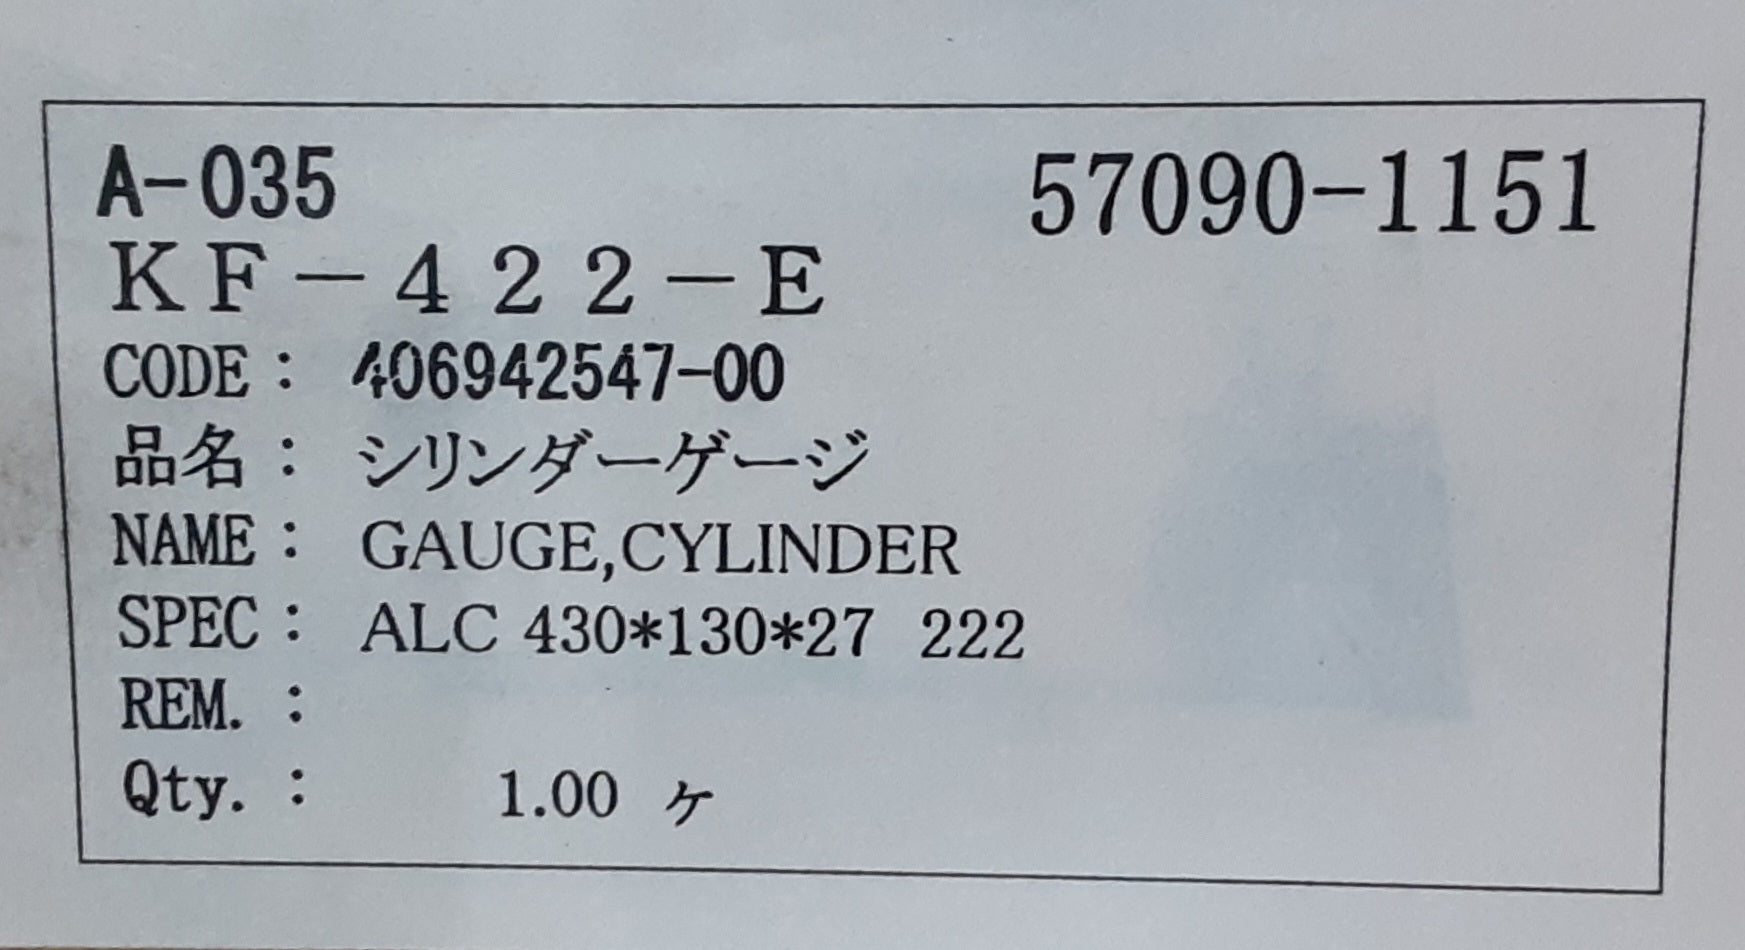 A-035 57090-1151
KF-422-E
CODE: 406942547-00
品名: シリンダーゲージ
NAME: GAUGE,CYLINDER
SPEC: ALC 430*130*27 222
REM. :
Qty. : 1.00 ケ